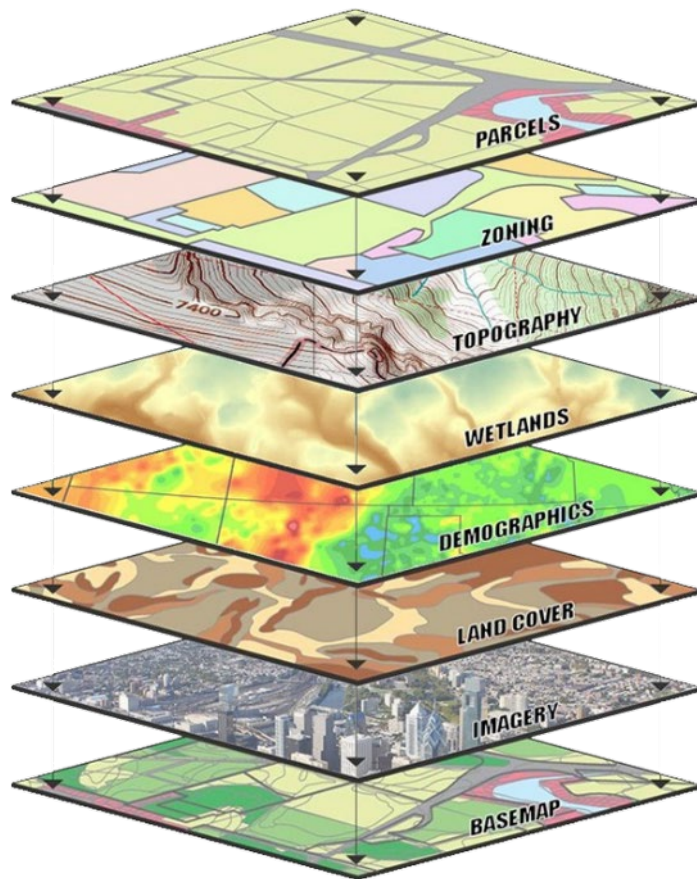 PARCELS
ZONING
7400
TOPOGRAPHY
WETLANDS
DEMOGRAPHICS
LAND COVER
IMAGERY
BASEMAP